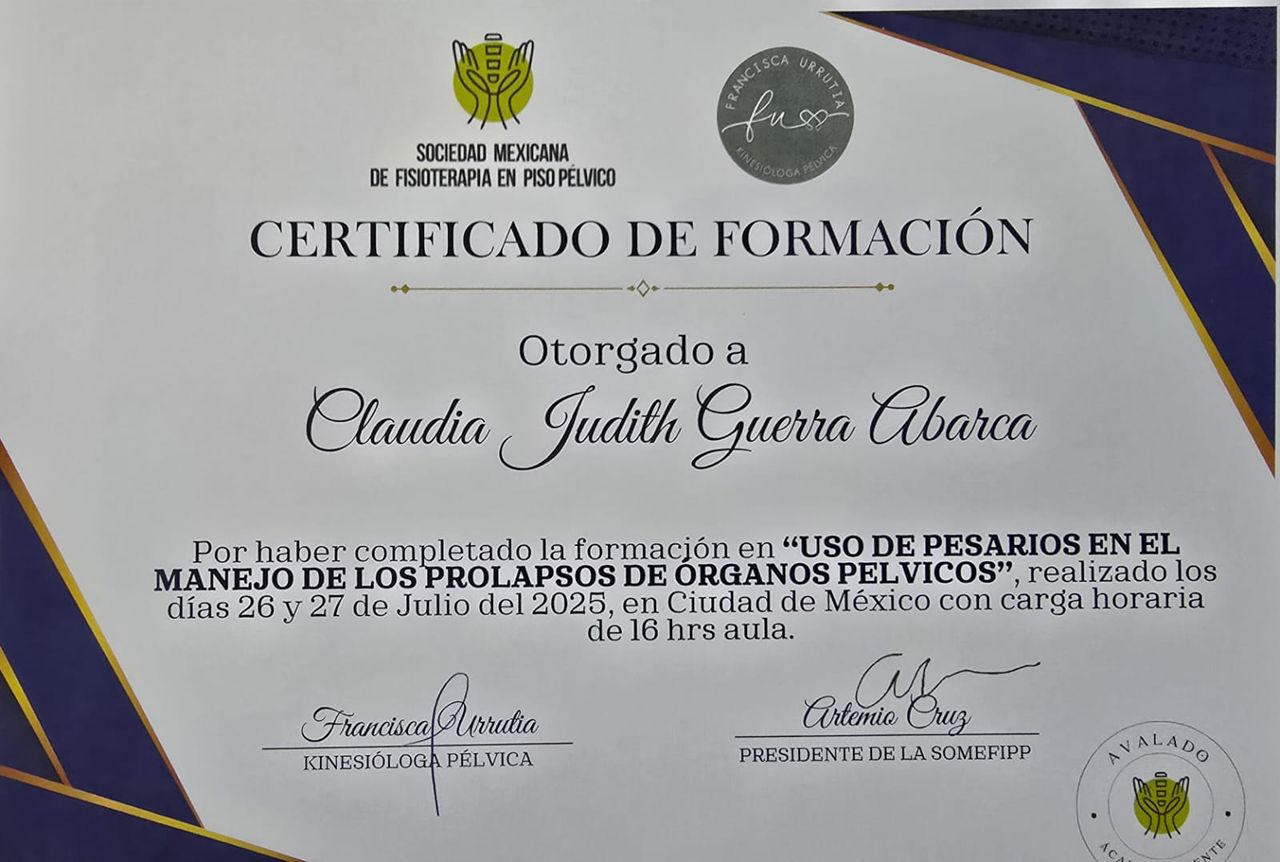 SOCIEDAD MEXICANA
DE FISIOTERAPIA EN PISO PÉLVICO
FRANCISCA URRUTIA
fu
KINESIÓLOGA PÉLVICA
CERTIFICADO DE FORMACIÓN
Otorgado a
Claudia Judith Guerra Abarca
Por haber completado la formación en “USO DE PESARIOS EN EL
MANEJO DE LOS PROLAPSOS DE ÓRGANOS PELVICOS”, realizado los
días 26 y 27 de Julio del 2025, en Ciudad de México con carga horaria
de 16 hrs aula.
Francisca Urrutia
KINESIÓLOGA PÉLVICA
Artemio Cruz
PRESIDENTE DE LA SOMEFIPP
AVALADO